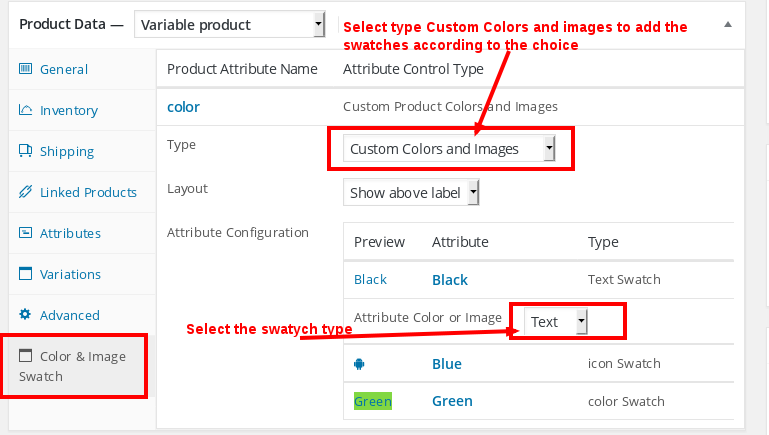 Product Data — Variable product
Select type Custom Colors and images to add the
swatches according to the choice
General
Inventory
Shipping
Linked Products
Attributes
Variations
Advanced
Color & Image
Swatch
Product Attribute Name Attribute Control Type
color Custom Product Colors and Images
Type Custom Colors and Images
Layout Show above label
Attribute Configuration
Preview Attribute Type
Black Black Text Swatch
Attribute Color or Image Text
Select the swatych type
Blue icon Swatch
Green Green color Swatch